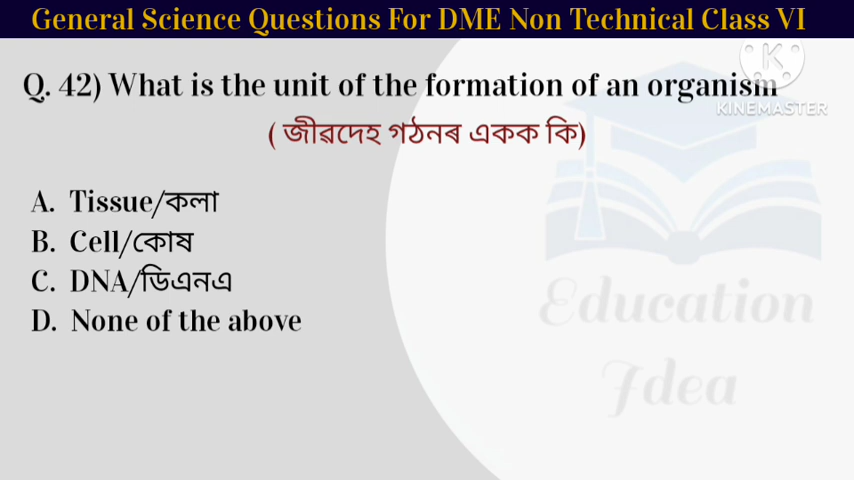 General Science Questions For DME Non Technical Class VI
Q. 42) What is the unit of the formation of an organism
KINEMASTER
( জীৱদেহ গঠনৰ একক কি)
A. Tissue/কলা
B. Cell/কোষ
C. DNA/ডিএনএ
D. None of the above
Education
Idea